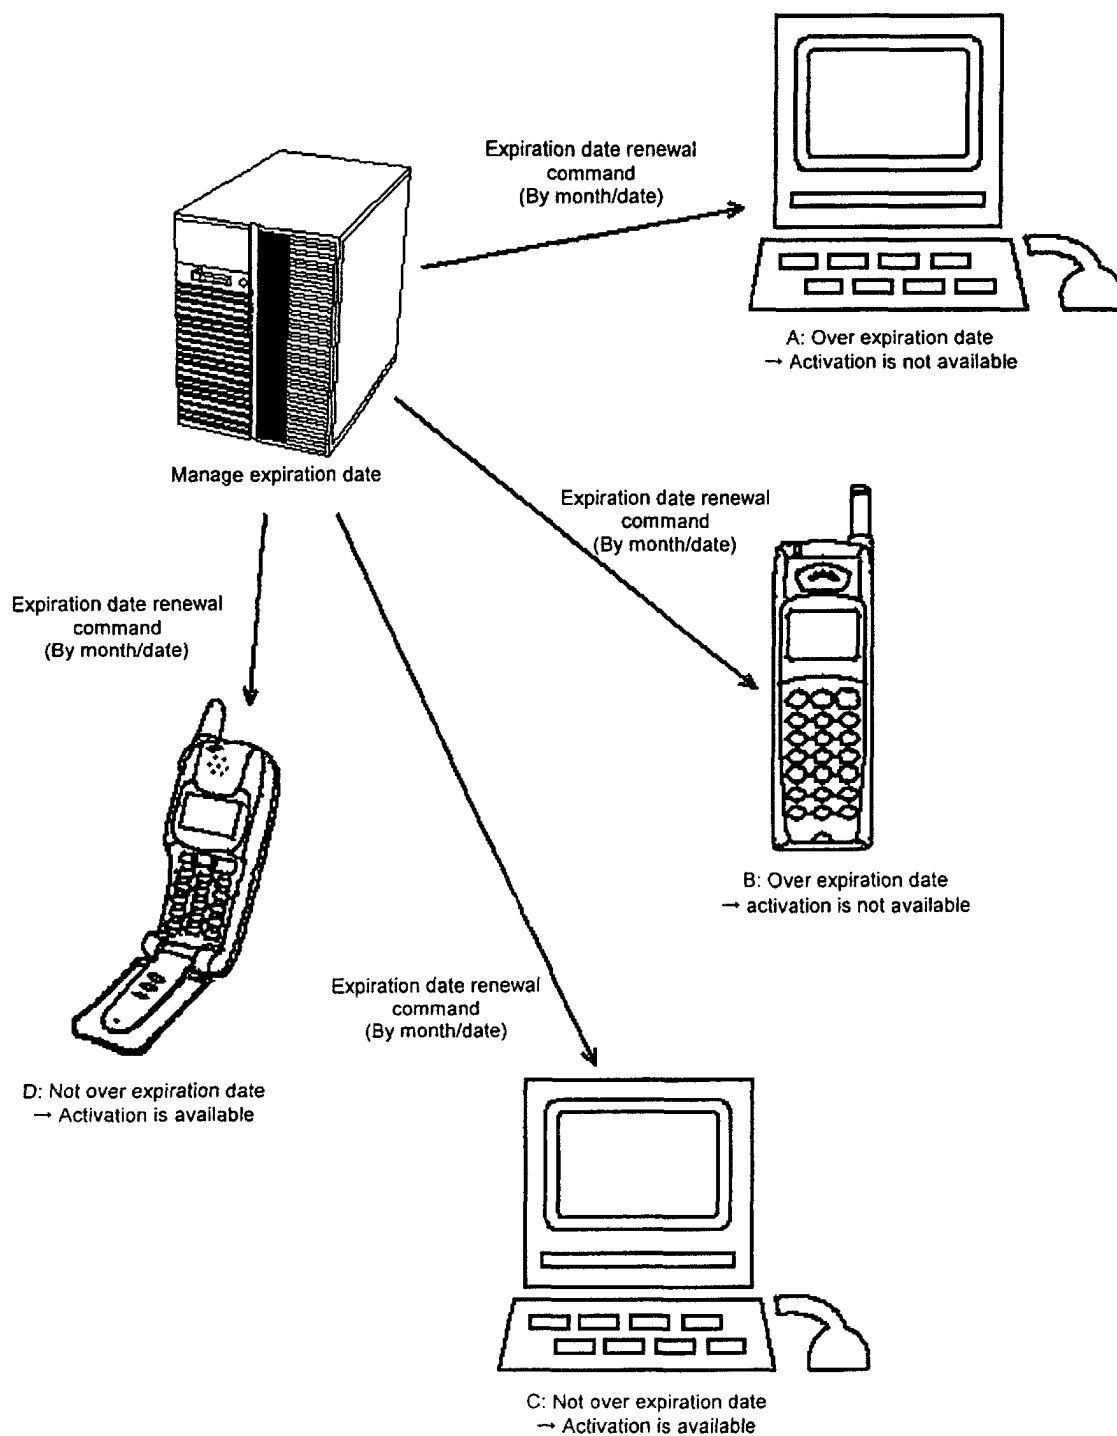 Expiration date renewal
command
(By month/date)
A: Over expiration date
→ Activation is not available
Manage expiration date
Expiration date renewal
command
(By month/date)
Expiration date renewal
command
(By month/date)
B: Over expiration date
→ activation is not available
Expiration date renewal
command
(By month/date)
D: Not over expiration date
→ Activation is available
C: Not over expiration date
→ Activation is available